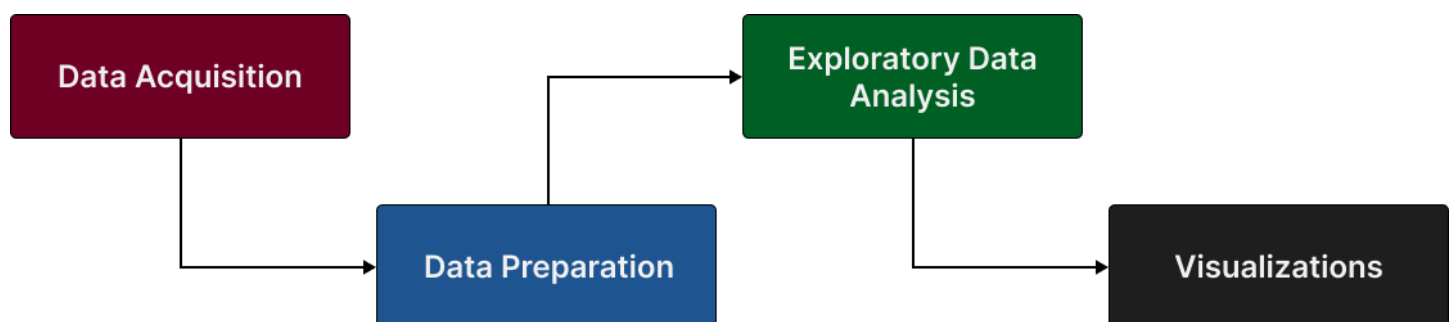 Data Acquisition
Data Preparation
Exploratory Data
Analysis
Visualizations